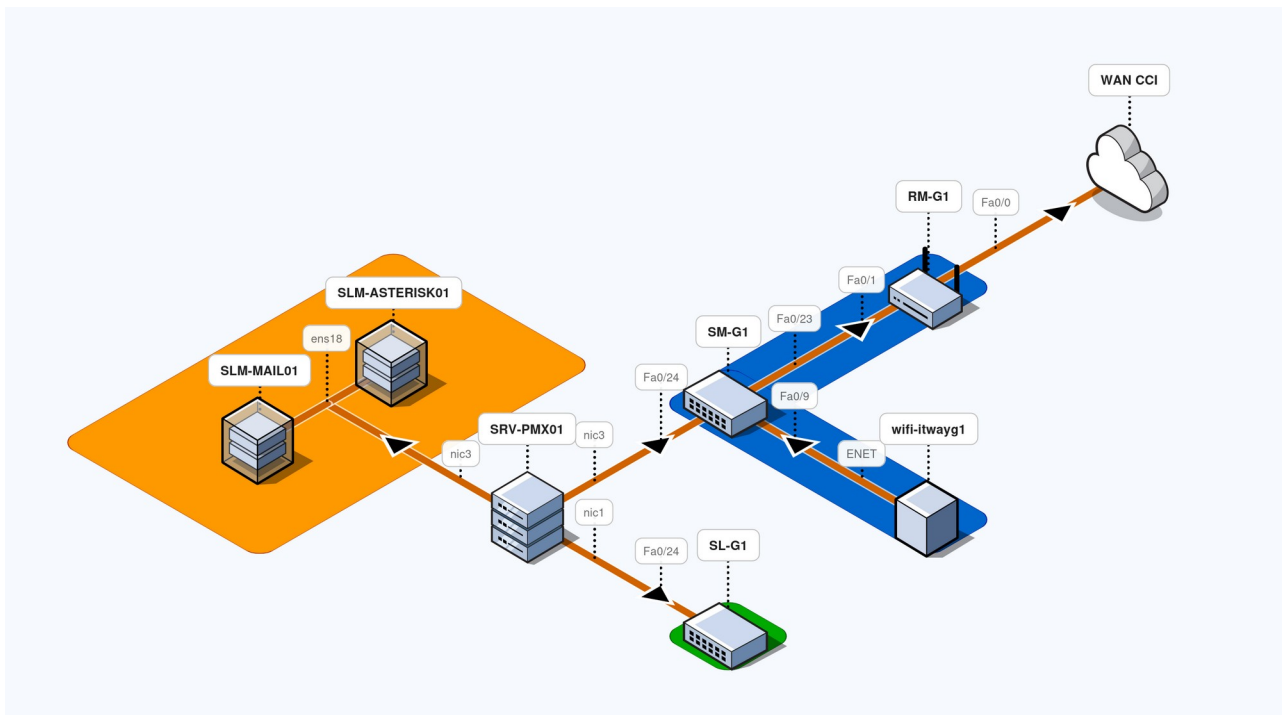 WAN CCI
RM-G1
Fa0/0
Fa0/1
SLM-ASTERISK01
Fa0/23
SM-G1
ens18
SLM-MAIL01
Fa0/24
Fa0/9
SRV-PMX01
nic3
wifi-itwayg1
nic3
ENET
nic1
Fa0/24
SL-G1